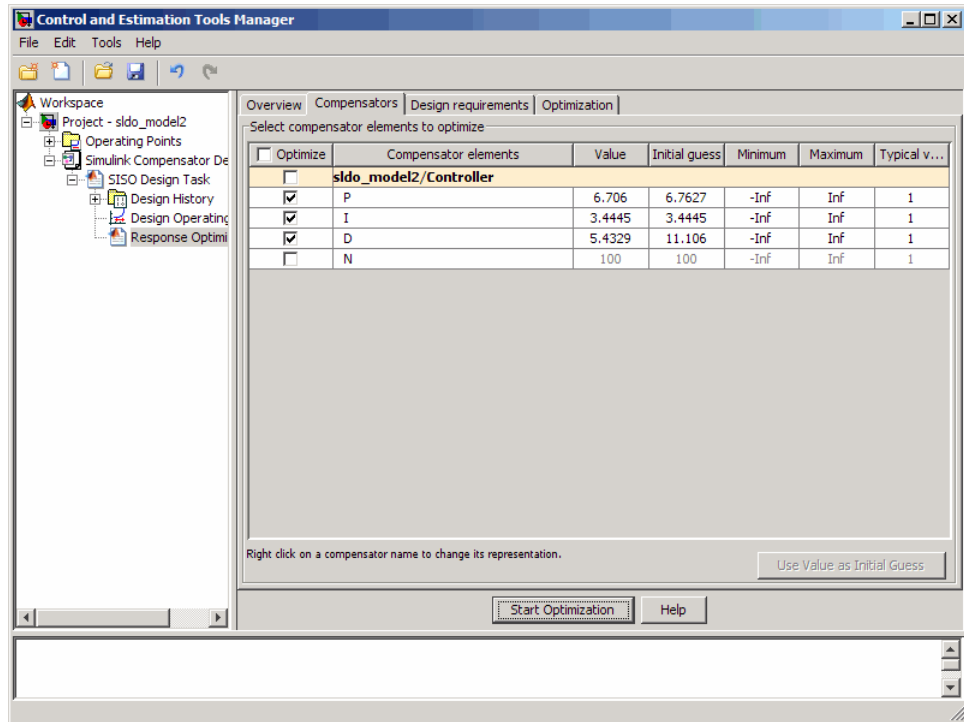 Control and Estimation Tools Manager
File Edit Tools Help
Workspace
Project - sldo_model2
Operating Points
Simulink Compensator De
SISO Design Task
Design History
Design Operating
Response Optimi
Overview Compensators Design requirements Optimization
Select compensator elements to optimize
Optimize Compensator elements Value Initial guess Minimum Maximum Typical v...
sldo_model2/Controller
P 6.706 6.7627 -Inf Inf 1
I 3.4445 3.4445 -Inf Inf 1
D 5.4329 11.106 -Inf Inf 1
N 100 100 -Inf Inf 1
Right click on a compensator name to change its representation.
Use Value as Initial Guess
Start Optimization Help